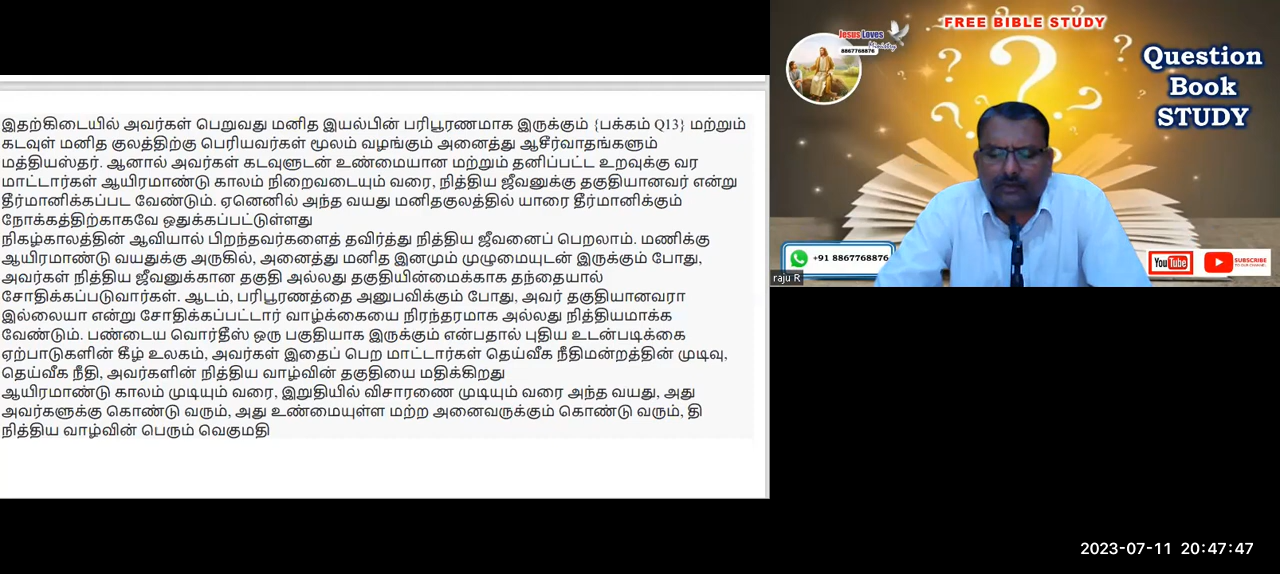 இதற்கிடையில் அவர்கள் பெறுவது மனித இயல்பின் பரிபூரணமாக இருக்கும் {பக்கம் Q13} மற்றும்
கடவுள் மனித குலத்திற்கு பெரியவர்கள் மூலம் வழங்கும் அனைத்து ஆசீர்வாதங்களும்
மத்தியஸ்தர். ஆனால் அவர்கள் கடவுளுடன் உண்மையான மற்றும் தனிப்பட்ட உறவுக்கு வர
மாட்டார்கள் ஆயிரமாண்டு காலம் நிறைவடையும் வரை, நித்திய ஜீவனுக்கு தகுதியானவர் என்று
தீர்மானிக்கப்பட வேண்டும். ஏனெனில் அந்த வயது மனிதகுலத்தில் யாரை தீர்மானிக்கும்
நோக்கத்திற்காகவே ஒதுக்கப்பட்டுள்ளது
நிகழ்காலத்தின் ஆவியால் பிறந்தவர்களைத் தவிர்த்து நித்திய ஜீவனைப் பெறலாம். மணிக்கு
ஆயிரமாண்டு வயதுக்கு அருகில், அனைத்து மனித இனமும் முழுமையுடன் இருக்கும் போது,
அவர்கள் நித்திய ஜீவனுக்கான தகுதி அல்லது தகுதியின்மைக்காக தந்தையால்
சோதிக்கப்படுவார்கள். ஆடம், பரிபூரணத்தை அனுபவிக்கும் போது, அவர் தகுதியானவரா
இல்லையா என்று சோதிக்கப்பட்டார் வாழ்க்கையை நிரந்தரமாக அல்லது நித்தியமாக்க
வேண்டும். பண்டைய வொர்தீஸ் ஒரு பகுதியாக இருக்கும் என்பதால் புதிய உடன்படிக்கை
ஏற்பாடுகளின் கீழ் உலகம், அவர்கள் இதைப் பெற மாட்டார்கள் தெய்வீக நீதிமன்றத்தின் முடிவு,
தெய்வீக நீதி, அவர்களின் நித்திய வாழ்வின் தகுதியை மதிக்கிறது
ஆயிரமாண்டு காலம் முடியும் வரை, இறுதியில் விசாரணை முடியும் வரை அந்த வயது, அது
அவர்களுக்கு கொண்டு வரும், அது உண்மையுள்ள மற்ற அனைவருக்கும் கொண்டு வரும், தி
நித்திய வாழ்வின் பெரும் வெகுமதி
FREE BIBLE STUDY
Jesus Loves
Ministry
8867768876
Question
Book
STUDY
+91 8867768876
YouTube
SUBSCRIBE
raju R
2023-07-11 20:47:47